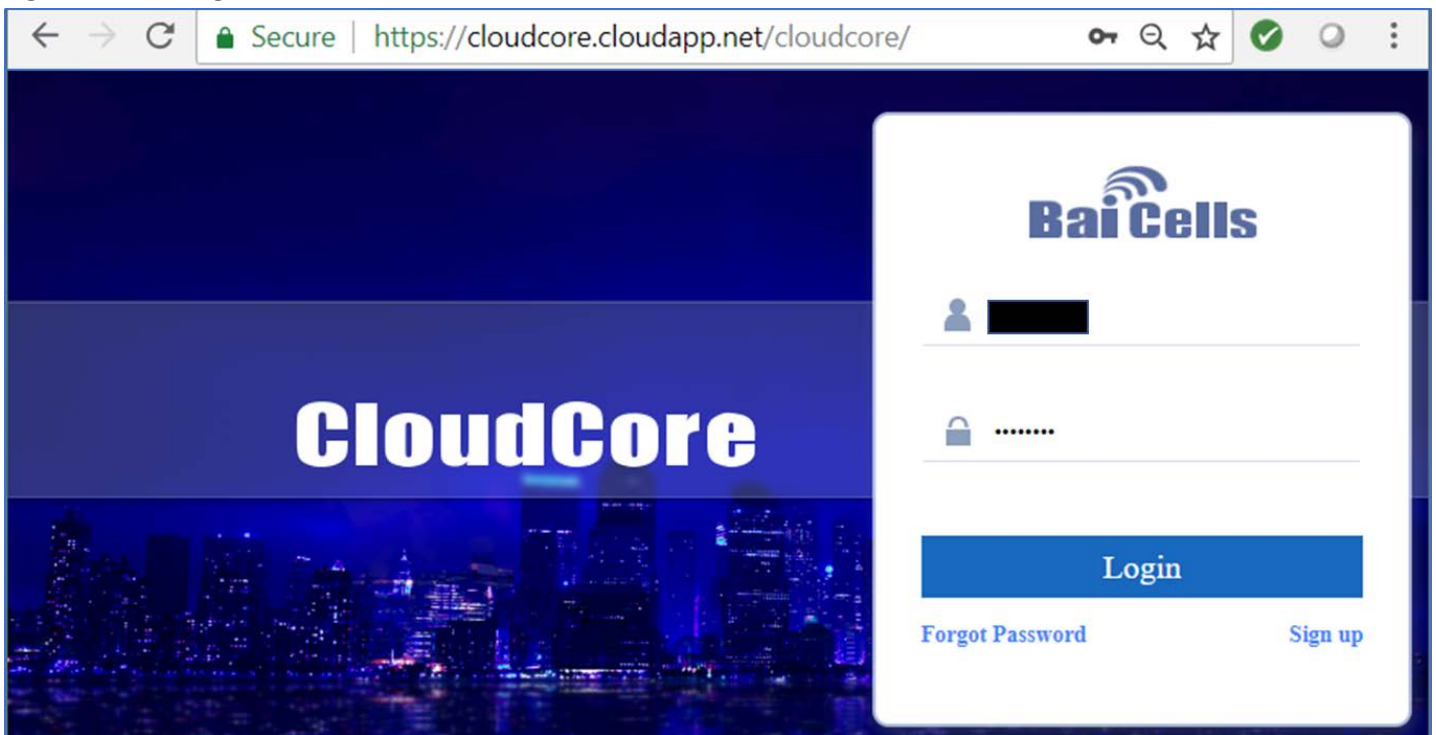 Secure | https://cloudcore.cloudapp.net/cloudcore/
BaiCells
CloudCore
········
Login
Forgot Password Sign up